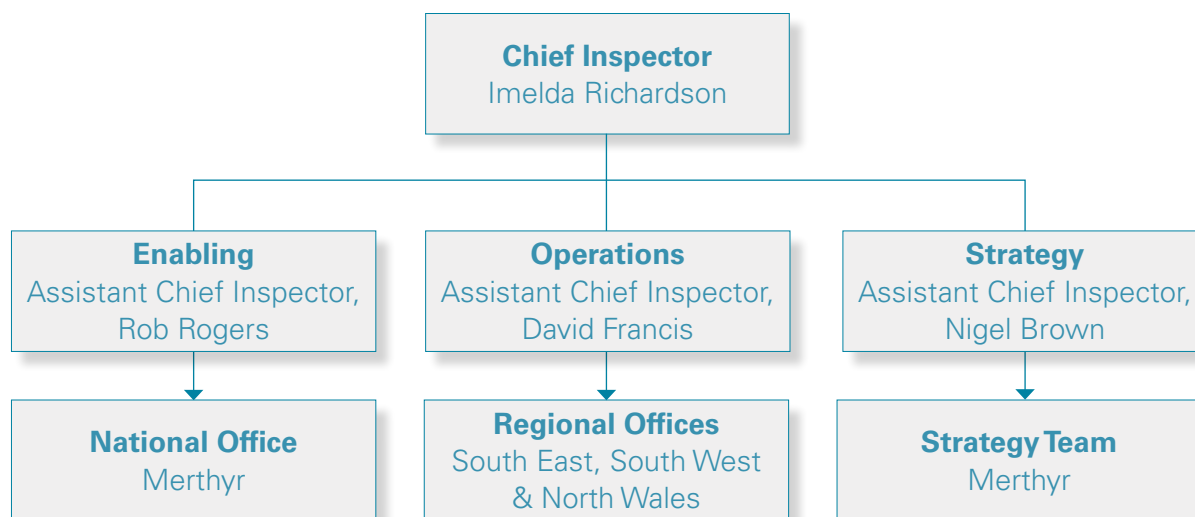 Chief Inspector
Imelda Richardson
Enabling
Assistant Chief Inspector,
Rob Rogers
Operations
Assistant Chief Inspector,
David Francis
Strategy
Assistant Chief Inspector,
Nigel Brown
National Office
Merthyr
Regional Offices
South East, South West
& North Wales
Strategy Team
Merthyr